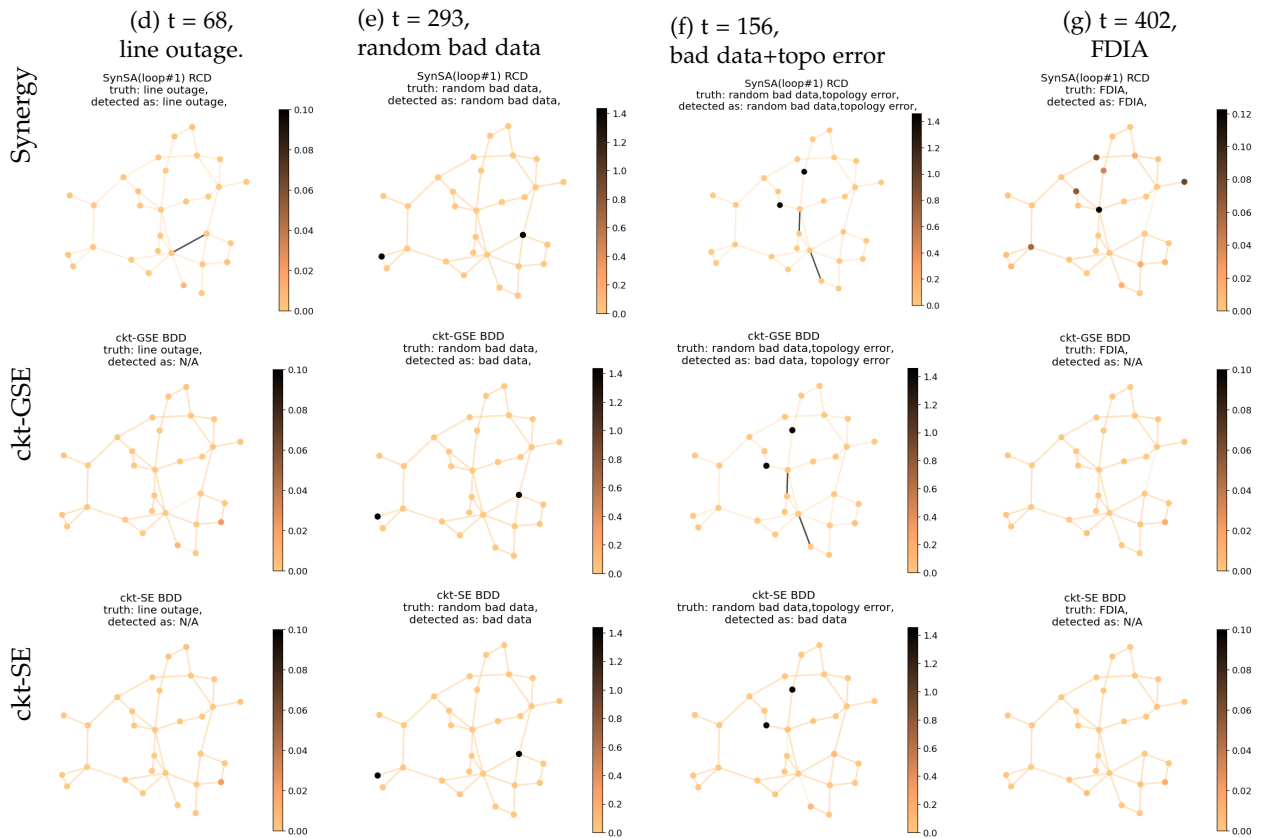 (d) t = 68,
line outage.
(e) t = 293,
random bad data
(f) t = 156,
bad data+topo error
(g) t = 402,
FDIA
Synergy
SynSA(loop#1) RCD
truth: line outage,
detected as: line outage,
0.10
0.08
0.06
0.04
0.02
0.00
SynSA(loop#1) RCD
truth: random bad data,
detected as: random bad data,
1.4
1.2
1.0
0.8
0.6
0.4
0.2
0.0
SynSA(loop#1) RCD
truth: random bad data,topology error,
detected as: random bad data,topology error,
1.4
1.2
1.0
0.8
0.6
0.4
0.2
0.0
SynSA(loop#1) RCD
truth: FDIA,
detected as: FDIA,
0.12
0.10
0.08
0.06
0.04
0.02
0.00
ckt-GSE
ckt-GSE BDD
truth: line outage,
detected as: N/A
0.10
0.08
0.06
0.04
0.02
0.00
ckt-GSE BDD
truth: random bad data,
detected as: bad data,
1.4
1.2
1.0
0.8
0.6
0.4
0.2
0.0
ckt-GSE BDD
truth: random bad data,topology error,
detected as: bad data, topology error
1.4
1.2
1.0
0.8
0.6
0.4
0.2
0.0
ckt-GSE BDD
truth: FDIA,
detected as: N/A
0.10
0.08
0.06
0.04
0.02
0.00
ckt-SE
ckt-SE BDD
truth: line outage,
detected as: N/A
0.10
0.08
0.06
0.04
0.02
0.00
ckt-SE BDD
truth: random bad data,
detected as: bad data
1.4
1.2
1.0
0.8
0.6
0.4
0.2
0.0
ckt-SE BDD
truth: random bad data,topology error,
detected as: bad data
1.4
1.2
1.0
0.8
0.6
0.4
0.2
0.0
ckt-SE BDD
truth: FDIA,
detected as: N/A
0.10
0.08
0.06
0.04
0.02
0.00